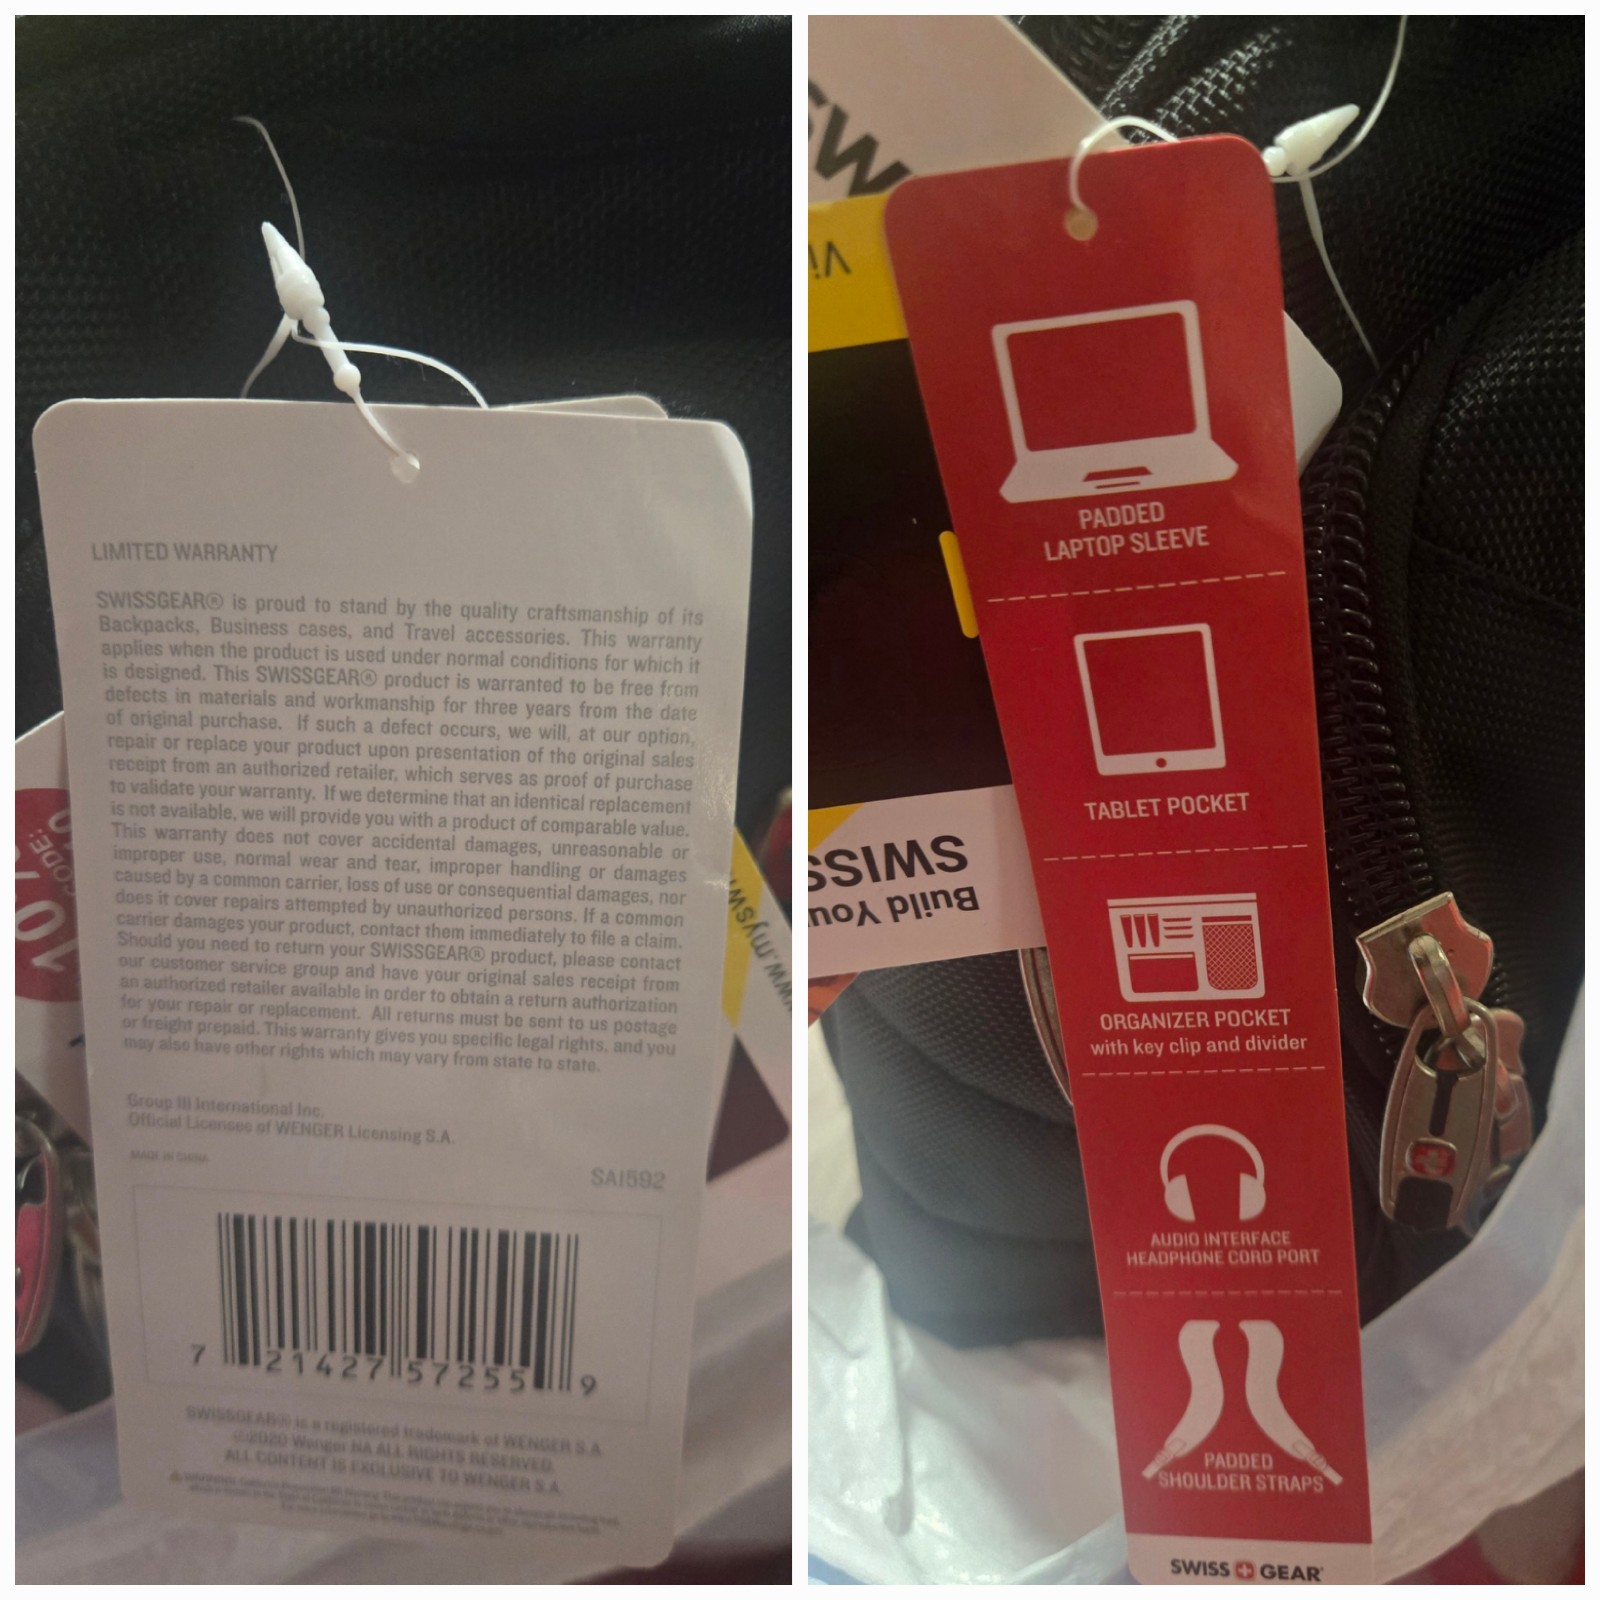 LIMITED WARRANTY
SWISSGEAR® is proud to stand by the quality craftsmanship of its
Backpacks, Business cases, and Travel accessories. This warranty
applies when the product is used under normal conditions for which it
is designed. This SWISSGEAR® product is warranted to be free from
defects in materials and workmanship for three years from the date
of original purchase. If such a defect occurs, we will, at our option,
repair or replace your product upon presentation of the original sales
receipt from an authorized retailer, which serves as proof of purchase
to validate your warranty. If we determine that an identical replacement
is not available, we will provide you with a product of comparable value.
This warranty does not cover accidental damages, unreasonable or
improper use, normal wear and tear, improper handling or damages
caused by a common carrier, loss of use or consequential damages, nor
does it cover repairs attempted by unauthorized persons. If a common
carrier damages your product, contact them immediately to file a claim.
Should you need to return your SWISSGEAR® product, please contact
our customer service group and have your original sales receipt from
an authorized retailer available in order to obtain a return authorization
for your repair or replacement. All returns must be sent to us postage
or freight prepaid. This warranty gives you specific legal rights, and you
may also have other rights which may vary from state to state.
Group III International Inc.
Official Licenses of WENGER Licensing S.A.
MADE IN CHINA
SA1592
7 21427 57255 9
SWISSGEAR® is a registered trademark of WENGER S.A.
©2020 Wenger NA ALL RIGHTS RESERVED.
ALL CONTENT IS EXCLUSIVE TO WENGER S.A.
CODE:
10
ww.mysw
Vi
SWISS
Build You
PADDED
LAPTOP SLEEVE
TABLET POCKET
ORGANIZER POCKET
with key clip and divider
AUDIO INTERFACE
HEADPHONE CORD PORT
PADDED
SHOULDER STRAPS
SWISS GEAR